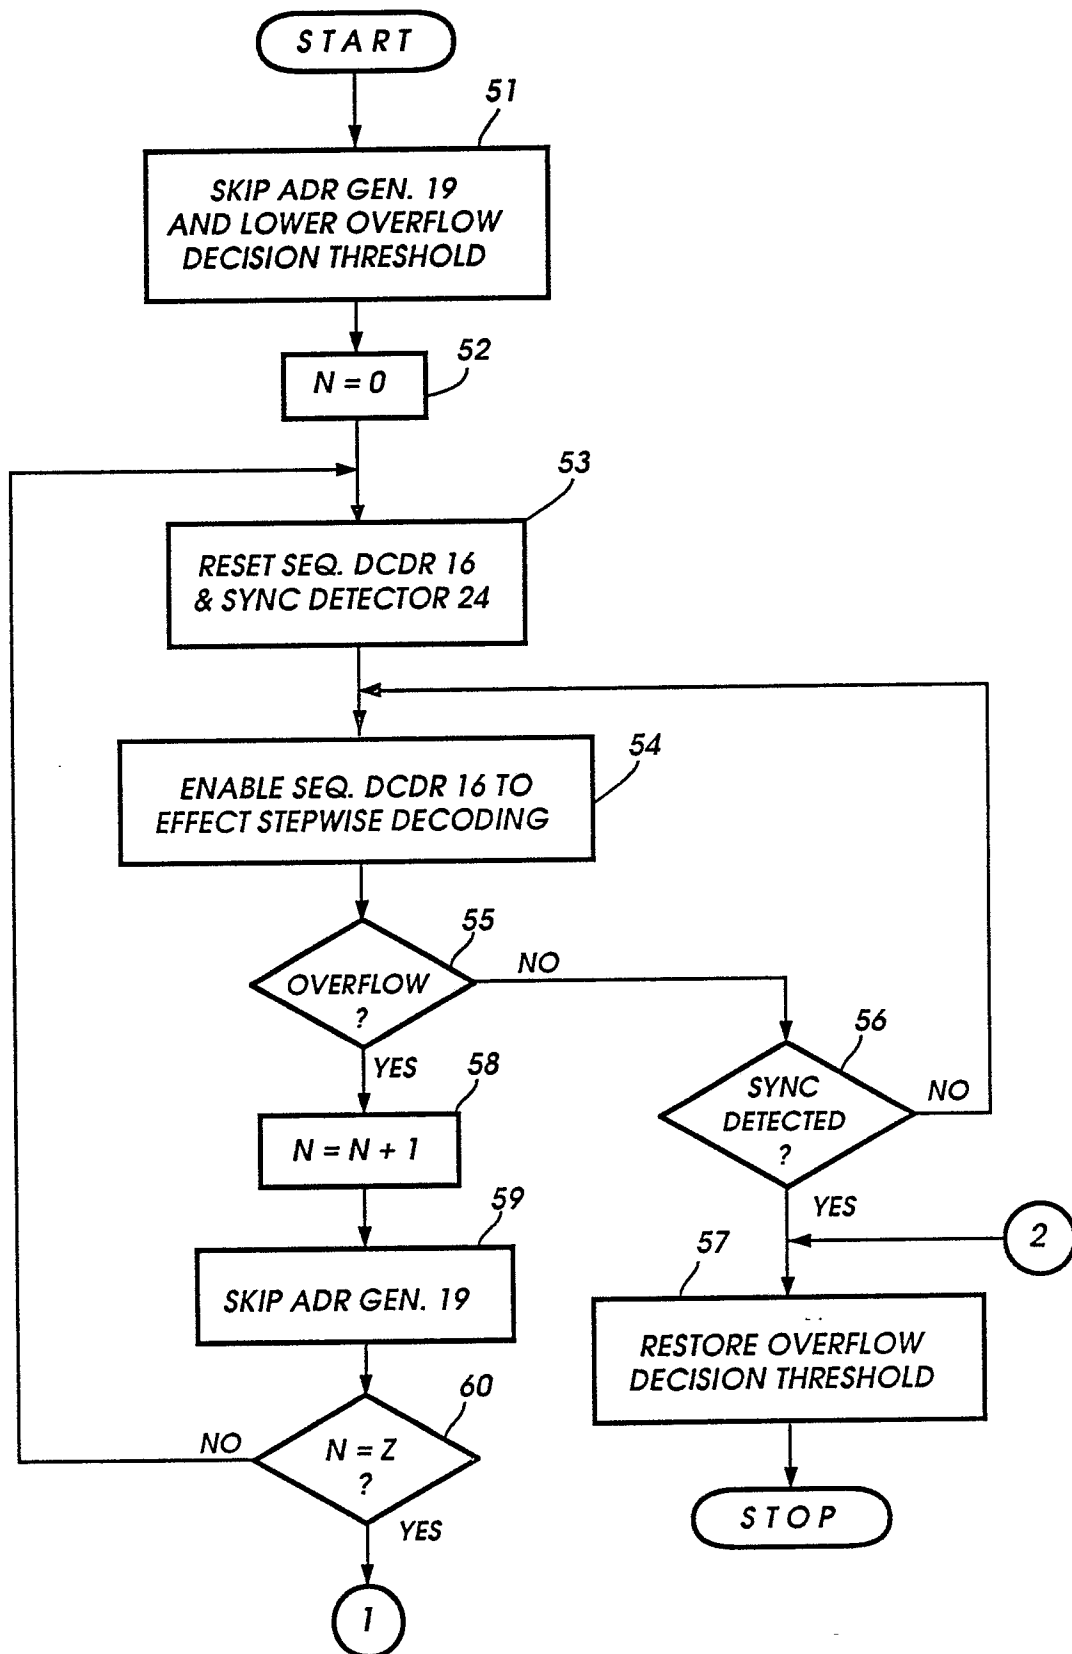 START
51
SKIP ADR GEN. 19
AND LOWER OVERFLOW
DECISION THRESHOLD
52
N = 0
53
RESET SEQ. DCDR 16
& SYNC DETECTOR 24
54
ENABLE SEQ. DCDR 16 TO
EFFECT STEPWISE DECODING
55
OVERFLOW
?
NO
YES
56
SYNC
DETECTED
?
NO
YES
58
N = N + 1
59
SKIP ADR GEN. 19
2
57
RESTORE OVERFLOW
DECISION THRESHOLD
60
N = Z
?
NO
YES
STOP
1